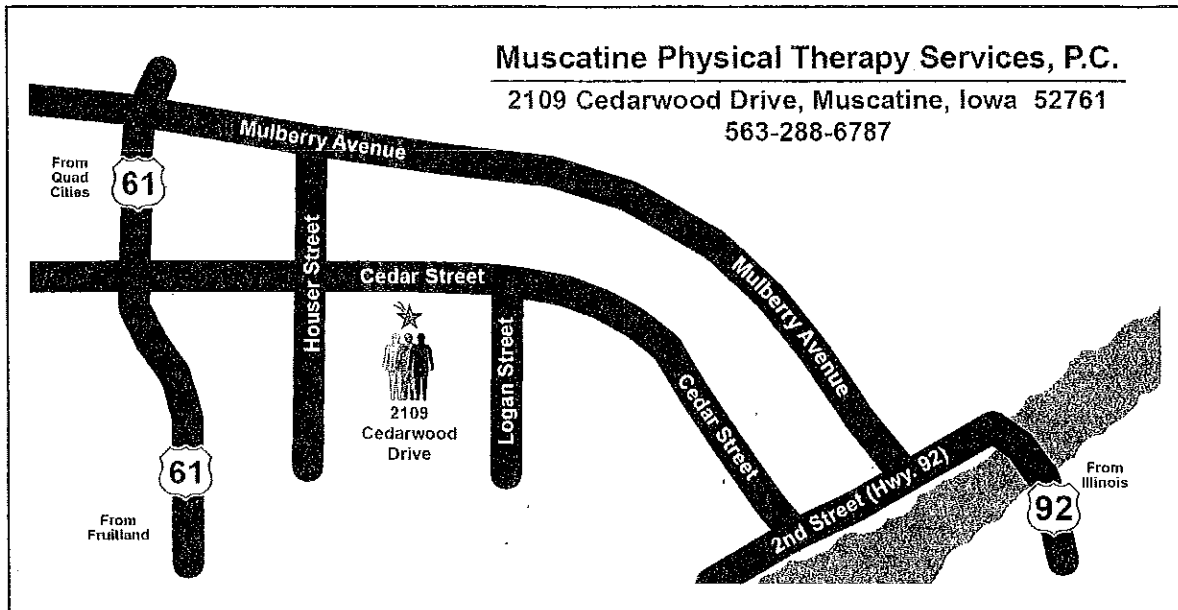 Muscatine Physical Therapy Services, P.C.
2109 Cedarwood Drive, Muscatine, Iowa 52761
563-288-6787
Mulberry Avenue
From
Quad
Cities
61
Houser Street
Cedar Street
Logan Street
2109
Cedarwood
Drive
Mulberry Avenue
Cedar Street
61
From
Fruitland
2nd Street (Hwy. 92)
From
Illinois
92